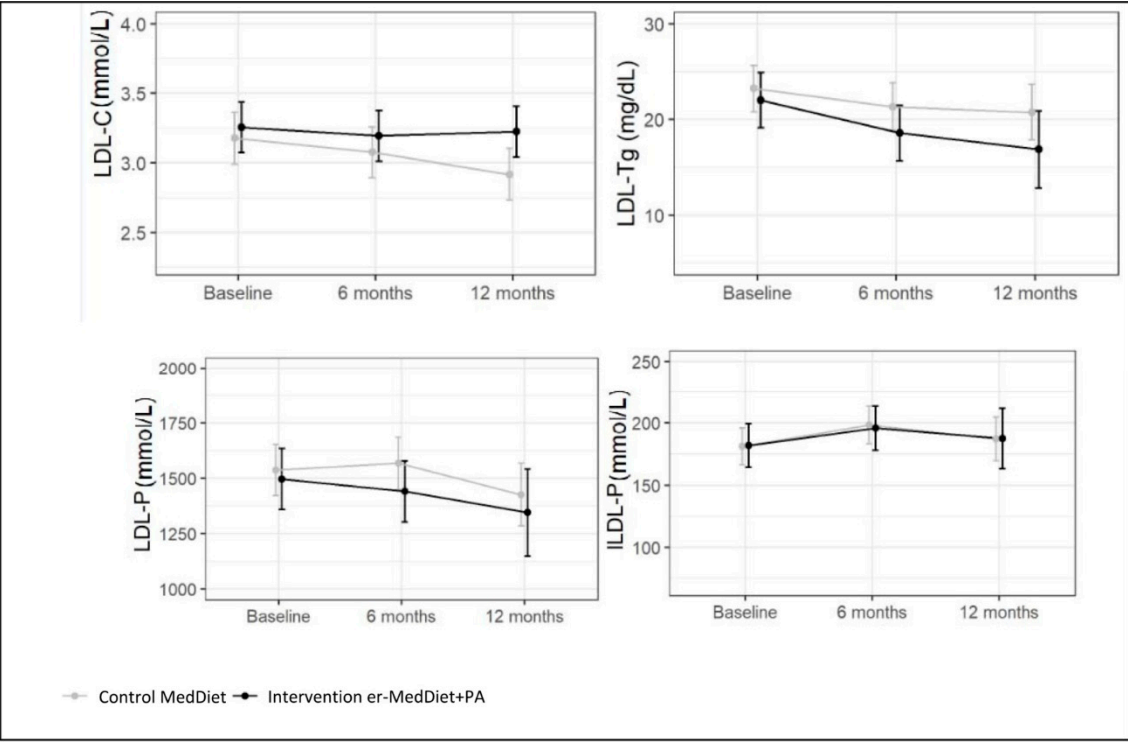 LDL-C (mmol/L)
4.0
3.5
3.0
2.5
Baseline 6 months 12 months
LDL-Tg (mg/dL)
30
20
10
Baseline 6 months 12 months
LDL-P (mmol/L)
2000
1750
1500
1250
1000
Baseline 6 months 12 months
lLDL-P (mmol/L)
250
200
150
100
Baseline 6 months 12 months
Control MedDiet Intervention er-MedDiet+PA